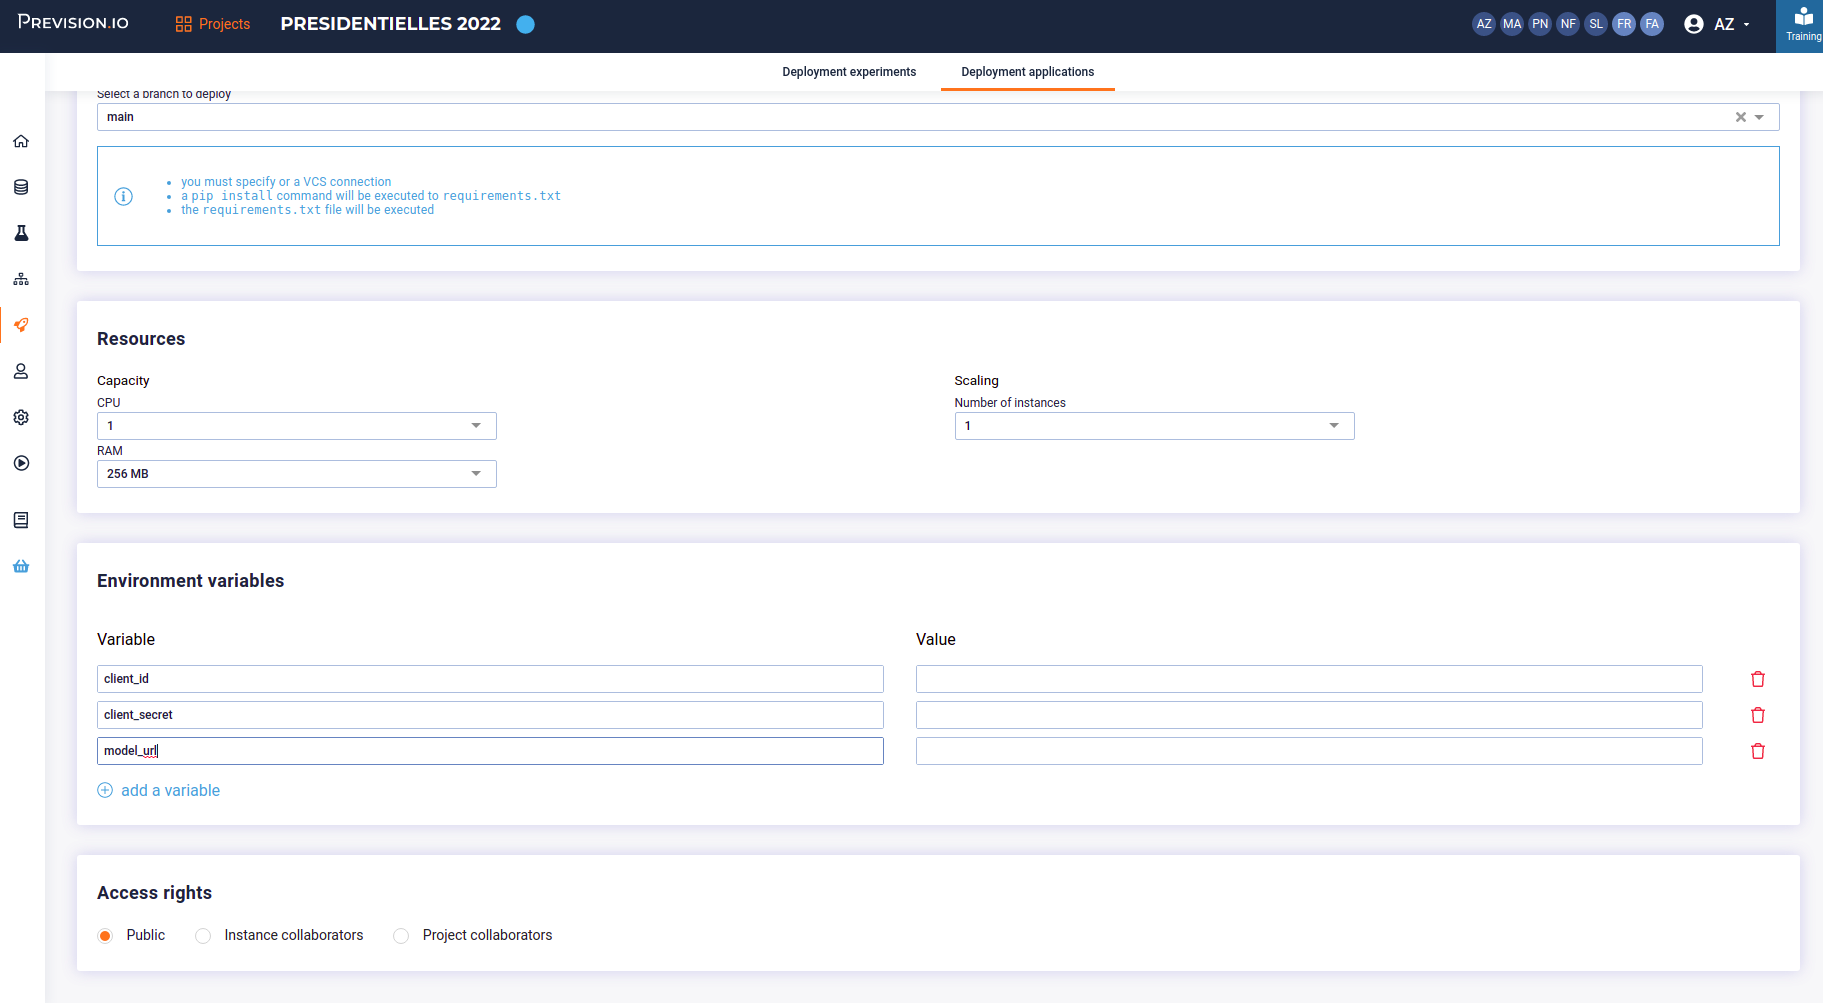 PREVISION.IO
Projects
PRESIDENTIELLES 2022
AZ MA PN NF SL FR FA
AZ
Training
Deployment experiments
Deployment applications
Select a branch to deploy
main
you must specify or a VCS connection
a pip install command will be executed to requirements.txt
the requirements.txt file will be executed
Resources
Capacity
Scaling
CPU
Number of instances
1
1
RAM
256 MB
Environment variables
Variable
Value
client_id
client_secret
model_url
add a variable
Access rights
Public
Instance collaborators
Project collaborators